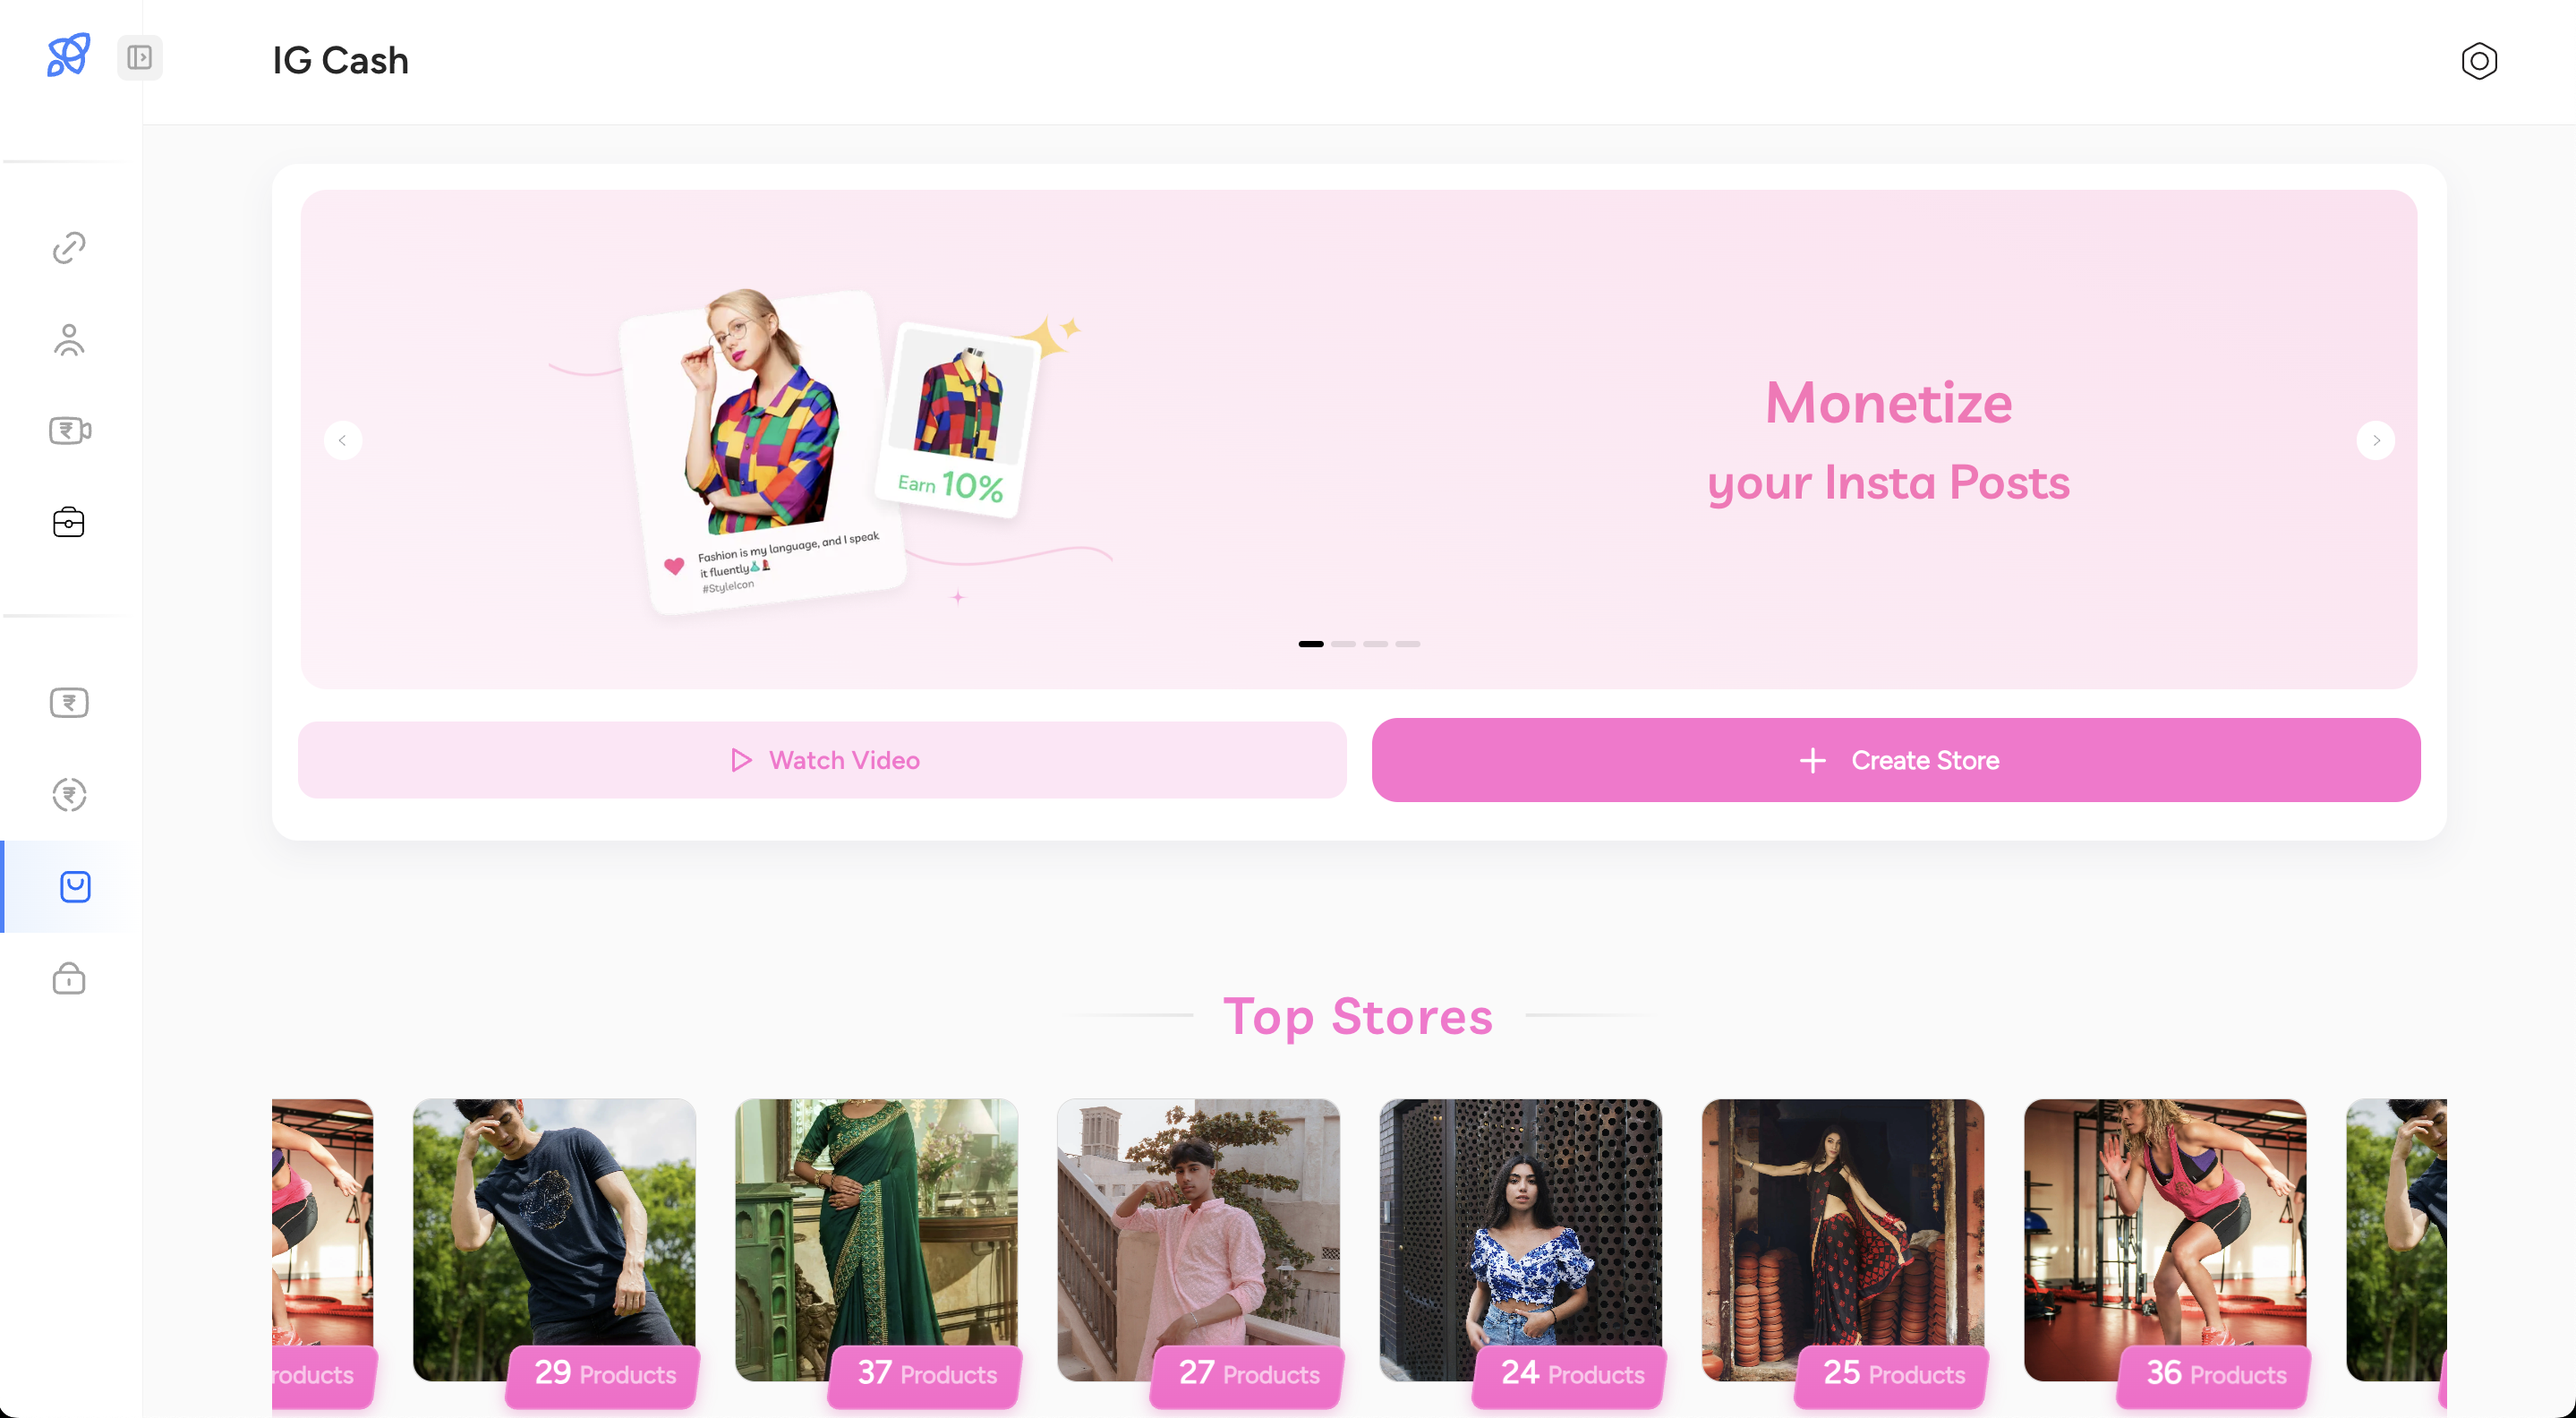 IG Cash
Fashion is my language, and I speak
it fluently
#StyleIcon
Earn 10%
Monetize
your Insta Posts
Watch Video
Create Store
Top Stores
roducts
29 Products
37 Products
27 Products
24 Products
25 Products
36 Products